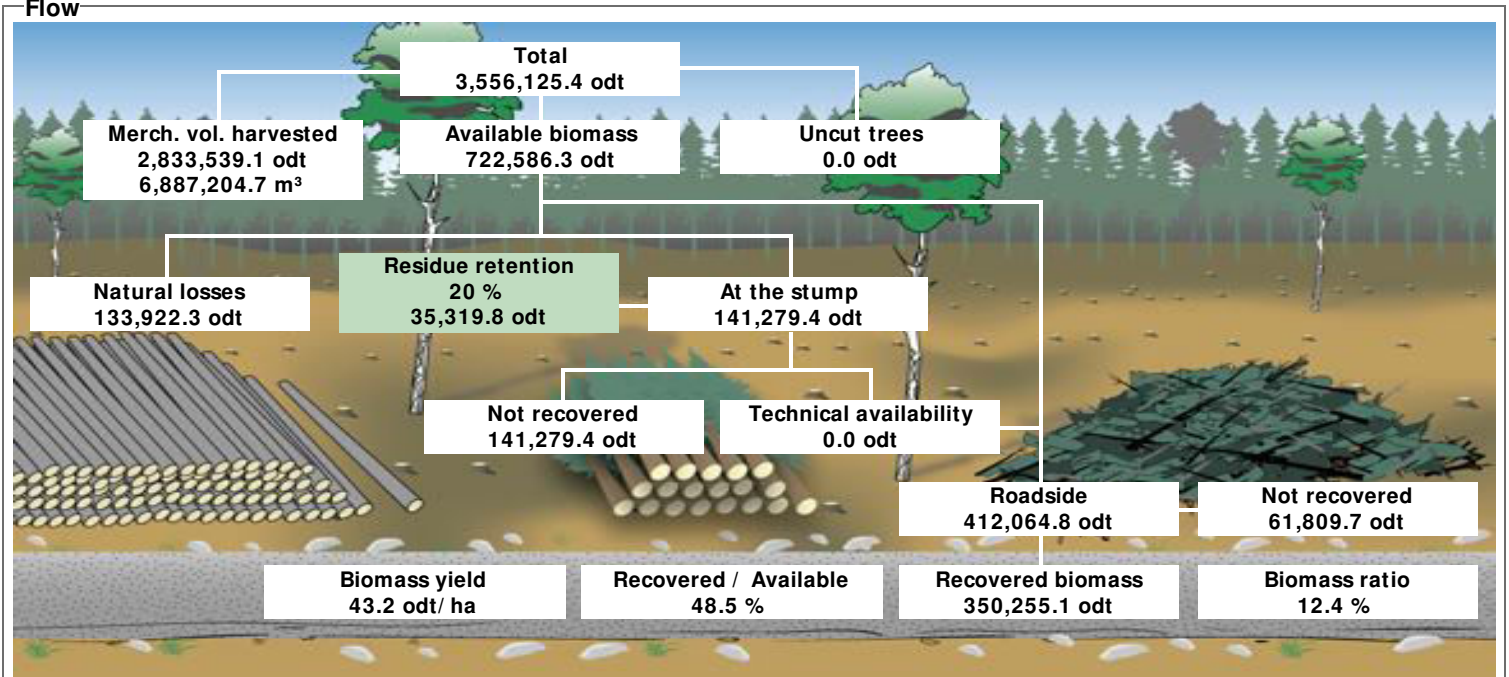 Flow
Total
3,556,125.4 odt
Merch. vol. harvested
2,833,539.1 odt
6,887,204.7 m³
Available biomass
722,586.3 odt
Uncut trees
0.0 odt
Natural losses
133,922.3 odt
Residue retention
20 %
35,319.8 odt
At the stump
141,279.4 odt
Not recovered
141,279.4 odt
Technical availability
0.0 odt
Roadside
412,064.8 odt
Not recovered
61,809.7 odt
Biomass yield
43.2 odt/ ha
Recovered / Available
48.5 %
Recovered biomass
350,255.1 odt
Biomass ratio
12.4 %